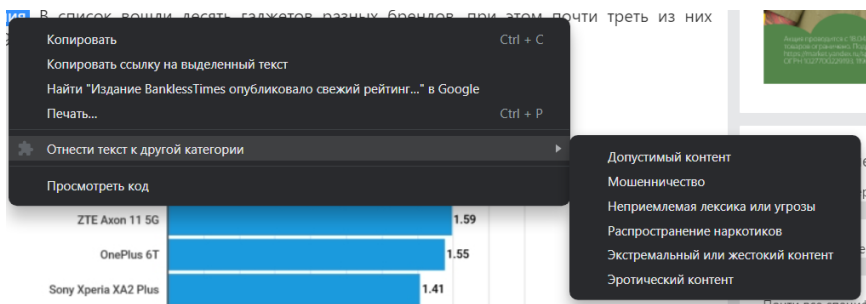 ия. В список вошли десять гаджетов разных брендов, при этом почти треть из них
Копировать Ctrl + C
Копировать ссылку на выделенный текст
Найти "Издание BanklessTimes опубликовало свежий рейтинг..." в Google
Печать... Ctrl + P
Отнести текст к другой категории
Просмотреть код
Допустимый контент
Мошенничество
Неприемлемая лексика или угрозы
Распространение наркотиков
Экстремальный или жестокий контент
Эротический контент
ZTE Axon 11 5G 1.59
OnePlus 6T 1.55
Sony Xperia XA2 Plus 1.41